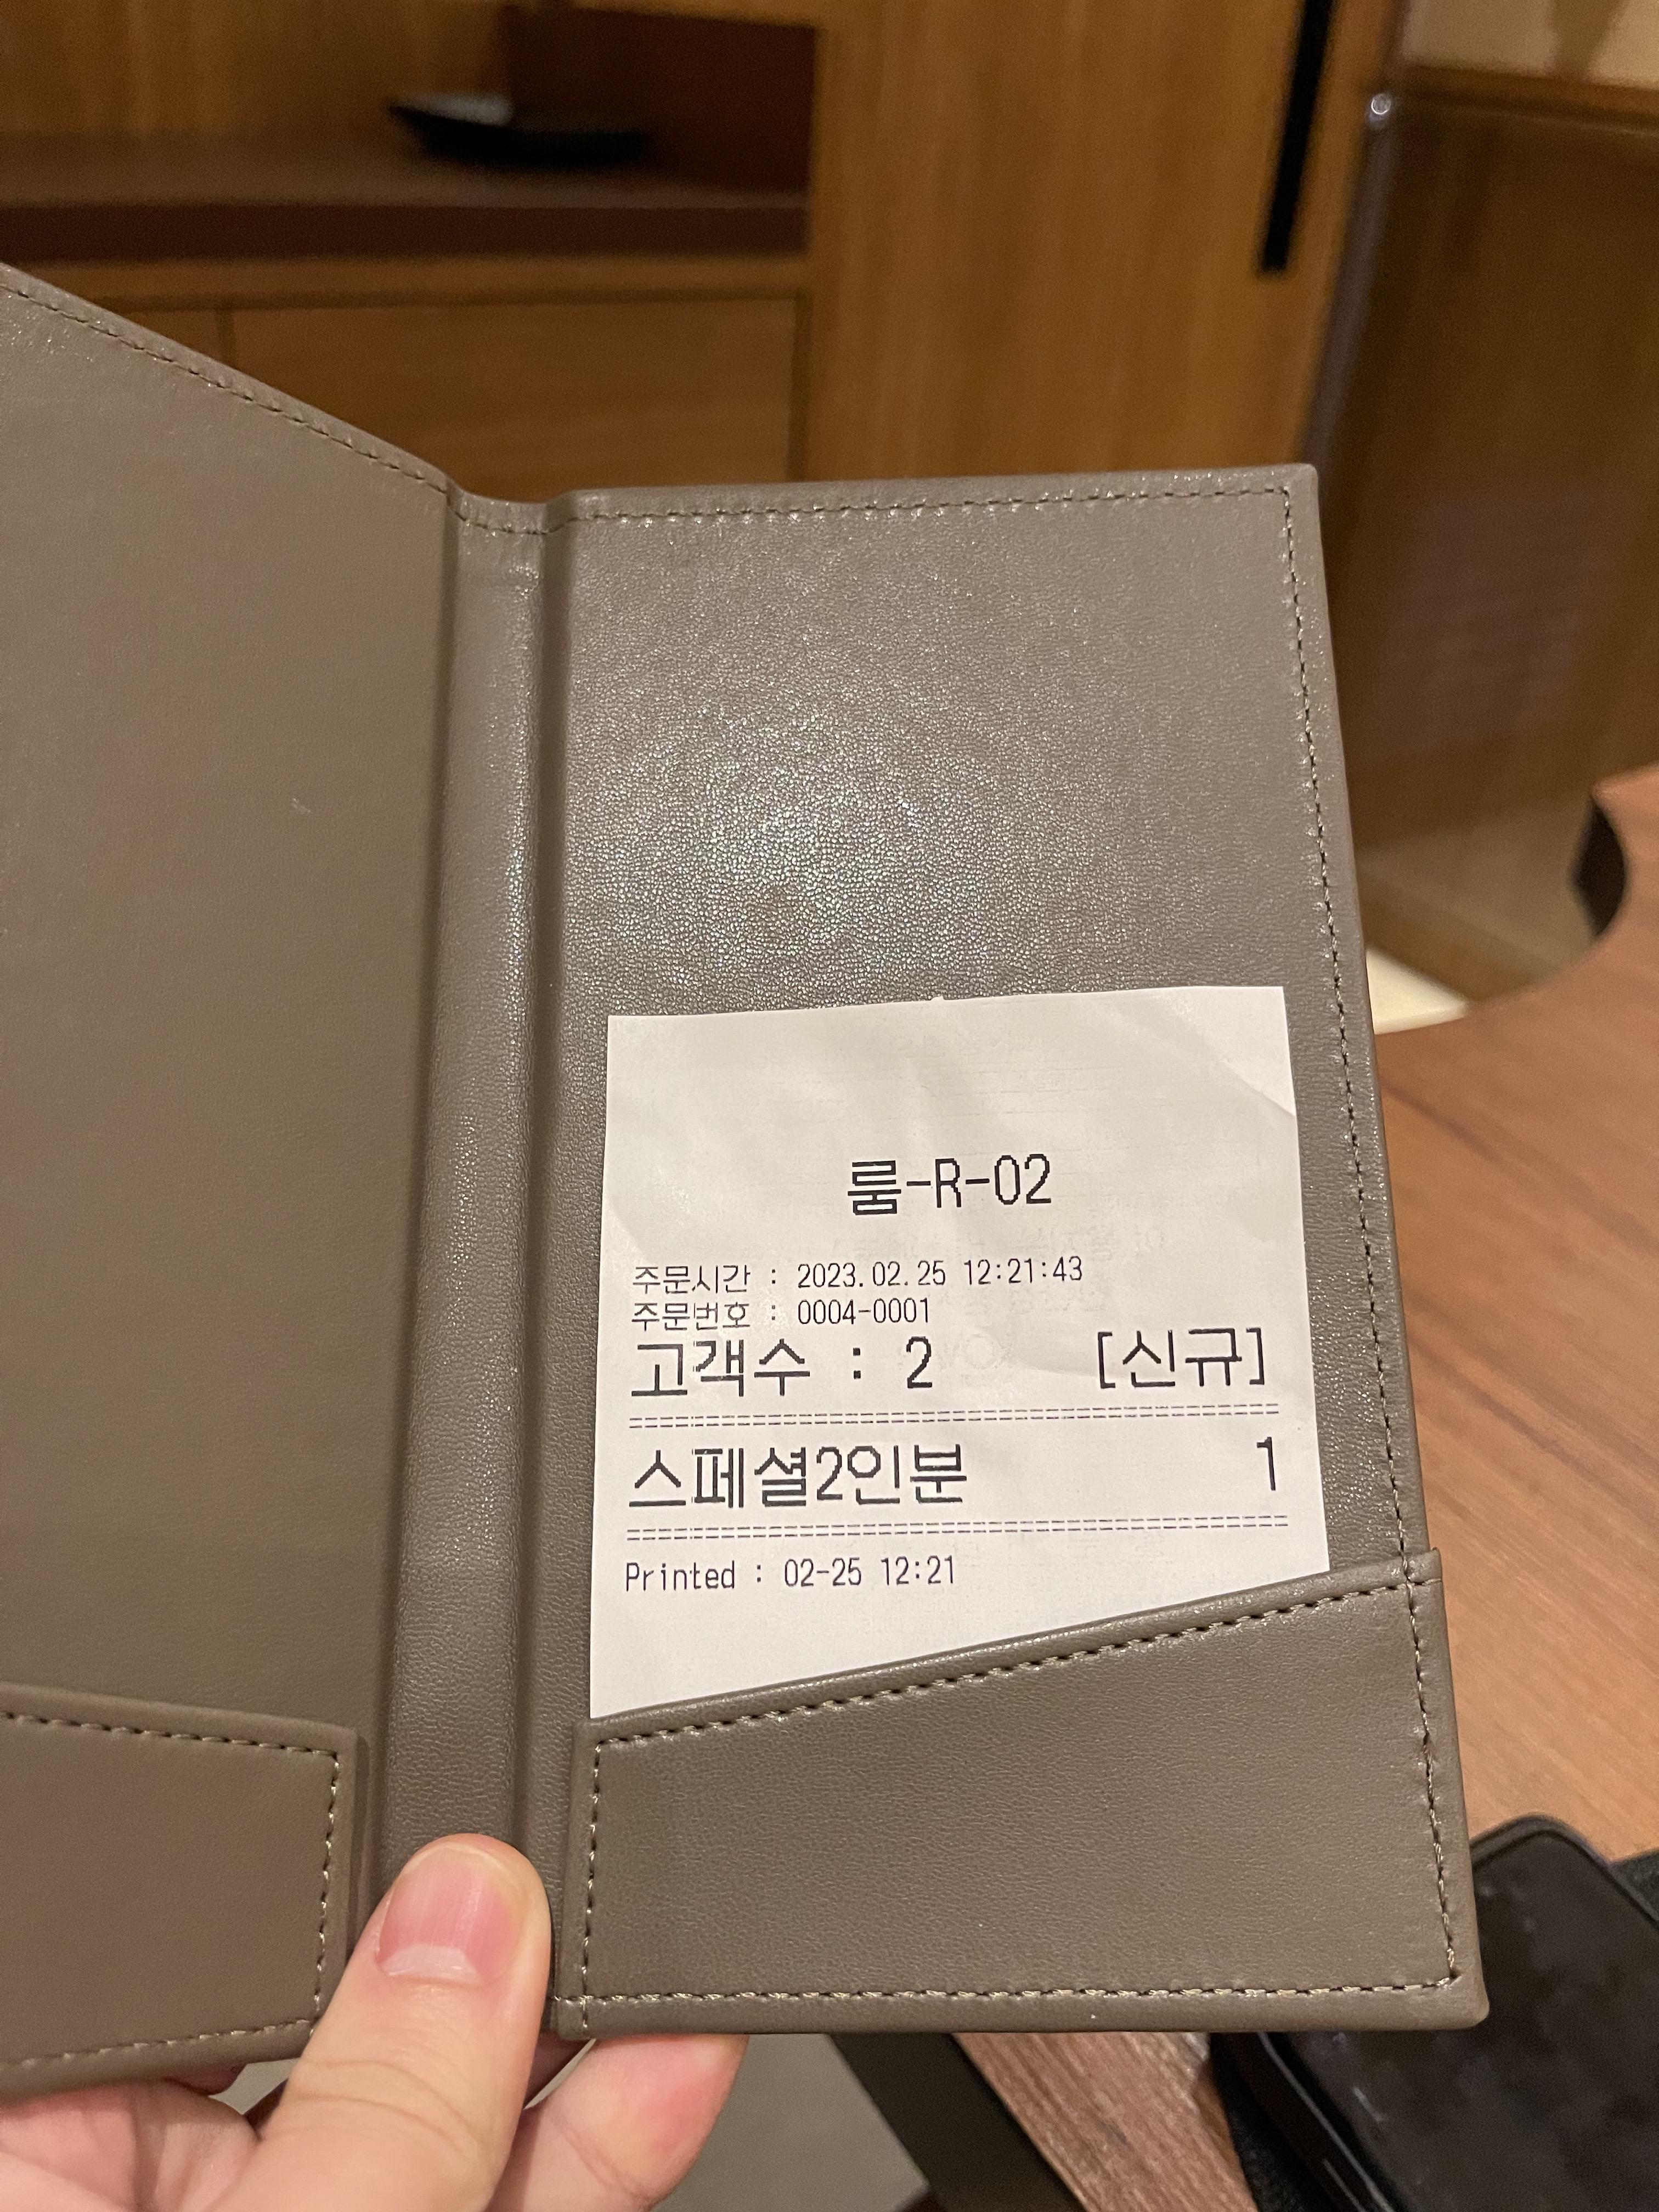 룸-R-02
주문시간 : 2023.02.25 12:21:43
주문번호 : 0004-0001
고객수 : 2 [신규]
스페셜2인분 1
Printed : 02-25 12:21